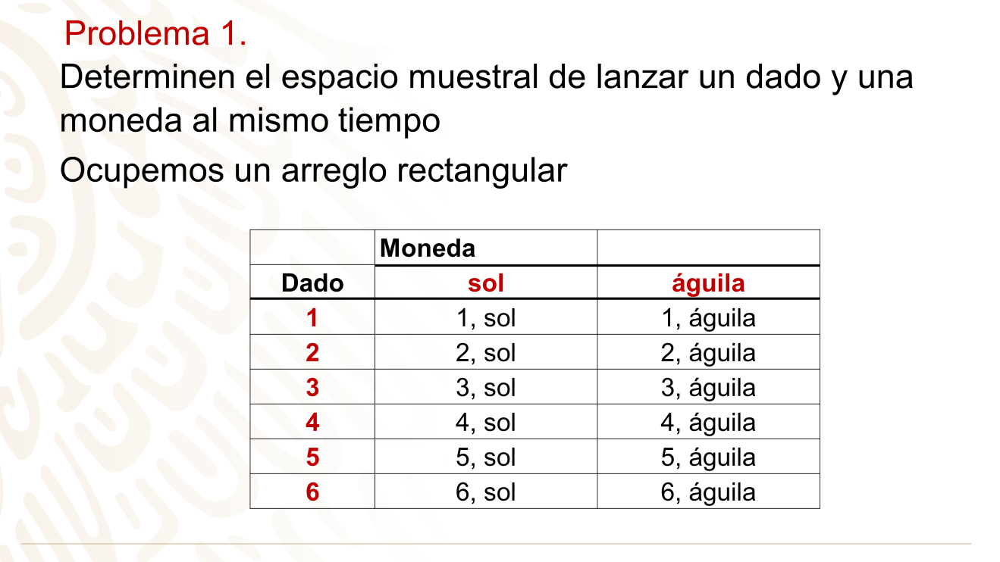 Problema 1.
Determinen el espacio muestral de lanzar un dado y una
moneda al mismo tiempo
Ocupemos un arreglo rectangular
Moneda
Dado sol águila
1 1, sol 1, águila
2 2, sol 2, águila
3 3, sol 3, águila
4 4, sol 4, águila
5 5, sol 5, águila
6 6, sol 6, águila